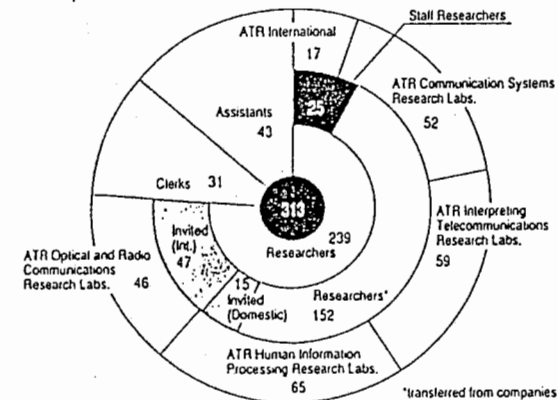 Staff Researchers
ATR International
17
25
ATR Communication Systems
Research Labs.
52
Assistants
43
Clerks 31
313
239
Researchers
ATR Interpreting
Telecommunications
Research Labs.
59
Invited
(Int.)
47
ATR Optical and Radio
Communications
Research Labs. 46
15
Invited
(Domestic)
Researchers*
152
ATR Human Information
Processing Research Labs.
65
*transferred from companies